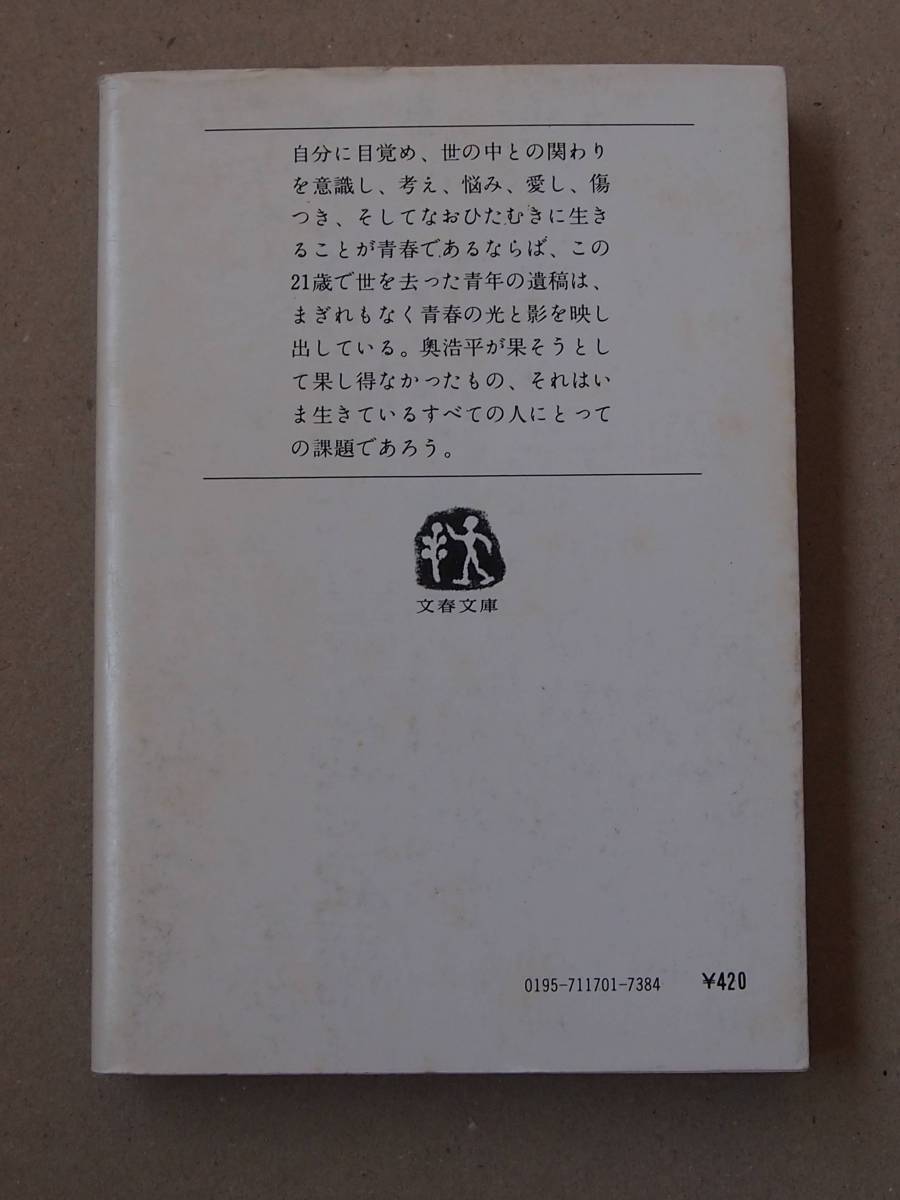 自分に目覚め、世の中との関わり
を意識し、考え、悩み、愛し、傷
つき、そしてなおひたむきに生き
ることが青春であるならば、この
21歳で世を去った青年の遺稿は、
まぎれもなく青春の光と影を映し
出している。奥浩平が果そうとし
て果し得なかったもの、それはい
ま生きているすべての人にとって
の課題であろう。
文春文庫
0195-711701-7384 ¥420